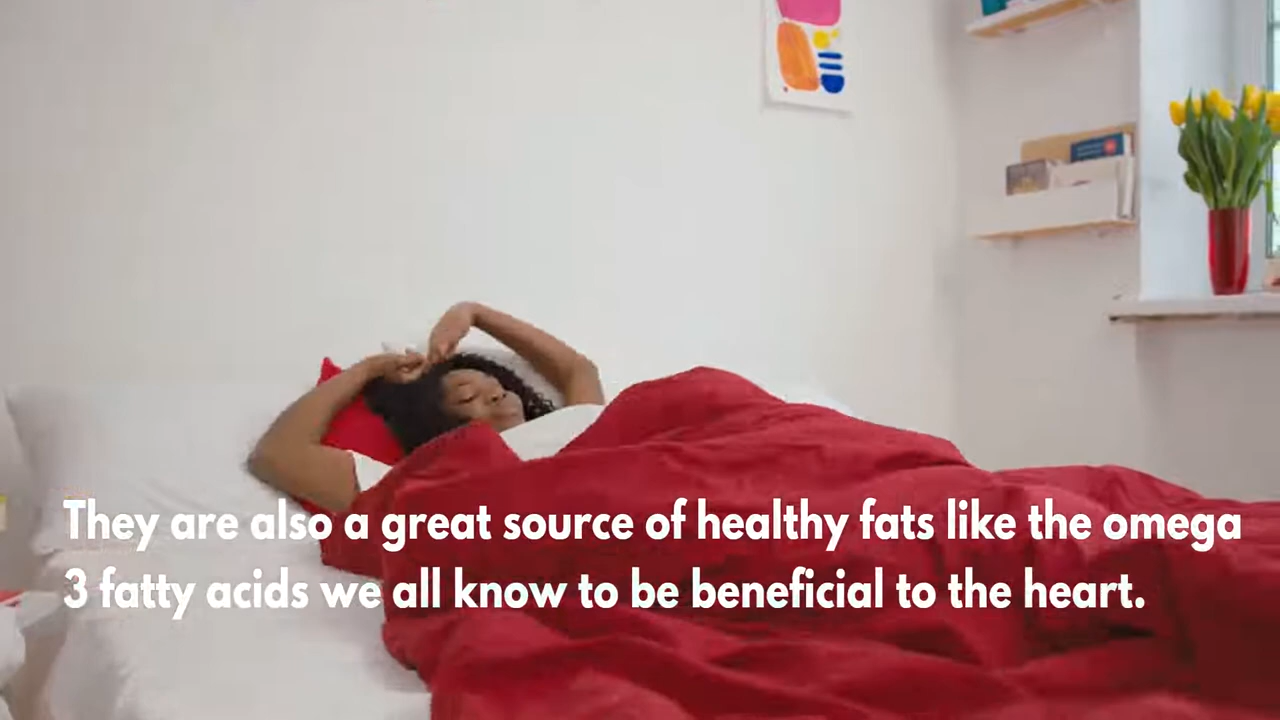 They are also a great source of healthy fats like the omega
3 fatty acids we all know to be beneficial to the heart.